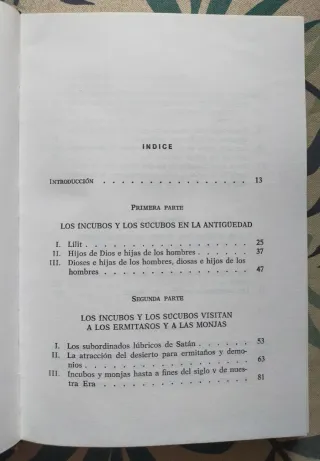 INDICE
INTRODUCCIÓN . . . . . . . . . . . . . . . . 13
PRIMERA PARTE
LOS INCUBOS Y LOS SUCUBOS EN LA ANTIGÜEDAD
I. Lilit . . . . . . . . . . . . . . . . 25
II. Hijos de Dios e hijas de los hombres . . . . . . 37
III. Dioses e hijas de los hombres, diosas e hijos de los
hombres . . . . . . . . . . . . . . . 47
SEGUNDA PARTE
LOS INCUBOS Y LOS SUCUBOS VISITAN
A LOS ERMITAÑOS Y A LAS MONJAS
I. Los subordinados lúbricos de Satán . . . . . . 53
II. La atracción del desierto para ermitaños y demo-
nios . . . . . . . . . . . . . . . . 63
III. Incubos y monjas hasta a fines del siglo V de nues-
tra Era . . . . . . . . . . . . . . . 81